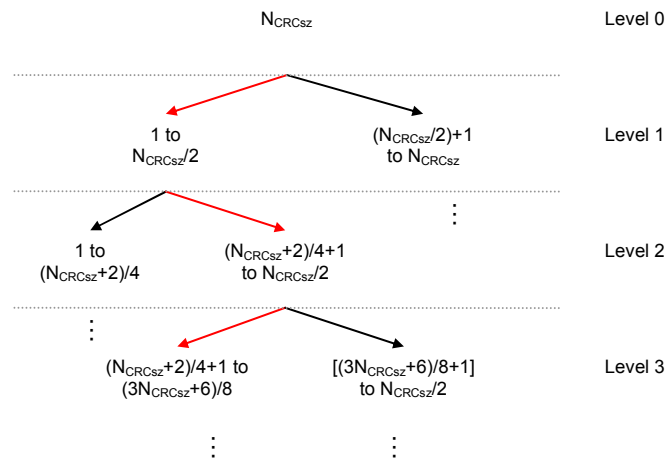 N_CRCsz Level 0
1 to (N_CRCsz/2)+1 Level 1
N_CRCsz/2 to N_CRCsz
⋮
1 to (N_CRCsz+2)/4+1 Level 2
(N_CRCsz+2)/4 to N_CRCsz/2
⋮
(N_CRCsz+2)/4+1 to [(3N_CRCsz+6)/8+1] Level 3
(3N_CRCsz+6)/8 to N_CRCsz/2
⋮ ⋮